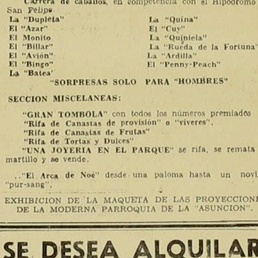 Carrera de caballos, en competencia con el Hipódromo
San Felipe
La "Dupleta"
El "Azar"
El Monito
El "Billar"
El "Avión"
El "Bingo"
La "Batea"
La "Quina"
El "Cuy"
La "Quiniela"
La "Rueda de la Fortuna"
La "Ardilla"
El "Penny-Peach"
"SORPRESAS SOLO PARA "HOMBRES"
SECCION MISCELANEAS:
"GRAN TOMBOLA" con todos los números premiados
"Rifa de Canastas de provisión" o "víveres",
"Rifa de Canastas de Frutas"
"Rifa de Tortas y Dulces"
"UNA JOYERIA EN EL PARQUE" se rifa, se remata
martillo y se vende.
.."El Arca de Noé" desde una paloma hasta un novi
"pur-sang",
EXHIBICION DE LA MAQUETA DE LAS PROYECCIONE
DE LA MODERNA PARROQUIA DE LA "ASUNCION".
SE DESEA ALQUILAR